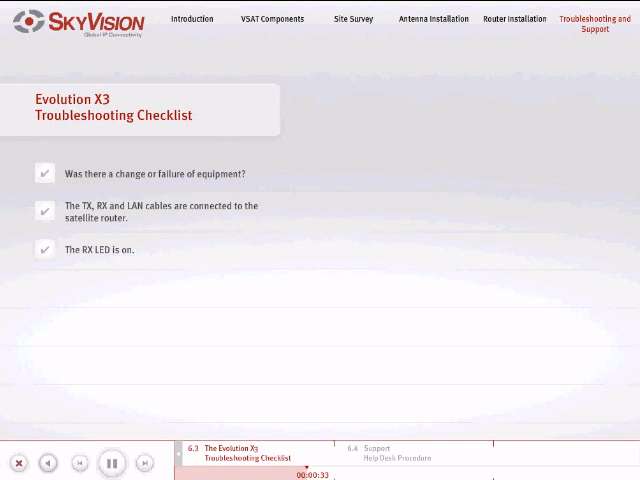 SKYVISION
Global IP Connectivity
Introduction
VSAT Components
Site Survey
Antenna Installation
Router Installation
Troubleshooting and
Support
Evolution X3
Troubleshooting Checklist
Was there a change or failure of equipment?
The TX, RX and LAN cables are connected to the
satellite router.
The RX LED is on.
6.3 The Evolution X3
Troubleshooting Checklist
6.4 Support
Help Desk Procedure
00:00:33